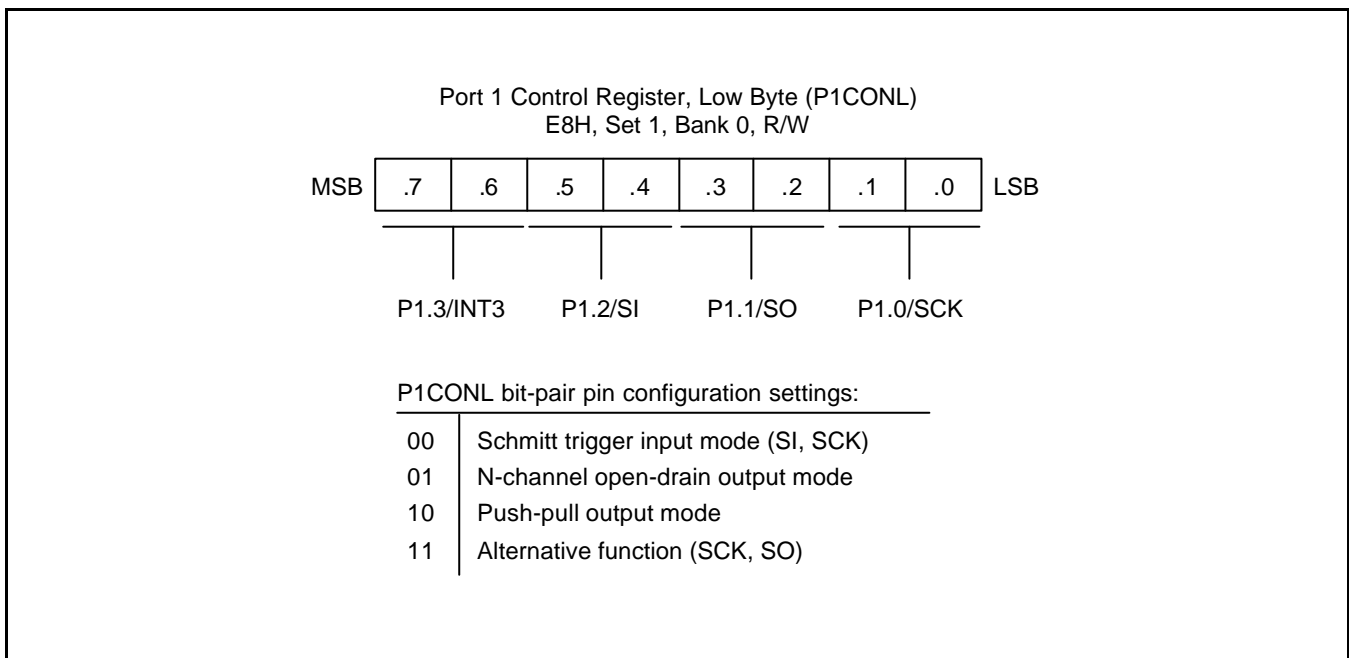 Port 1 Control Register, Low Byte (P1CONL)
E8H, Set 1, Bank 0, R/W
MSB .7 .6 .5 .4 .3 .2 .1 .0 LSB
P1.3/INT3 P1.2/SI P1.1/SO P1.0/SCK
P1CONL bit-pair pin configuration settings:
00 Schmitt trigger input mode (SI, SCK)
01 N-channel open-drain output mode
10 Push-pull output mode
11 Alternative function (SCK, SO)